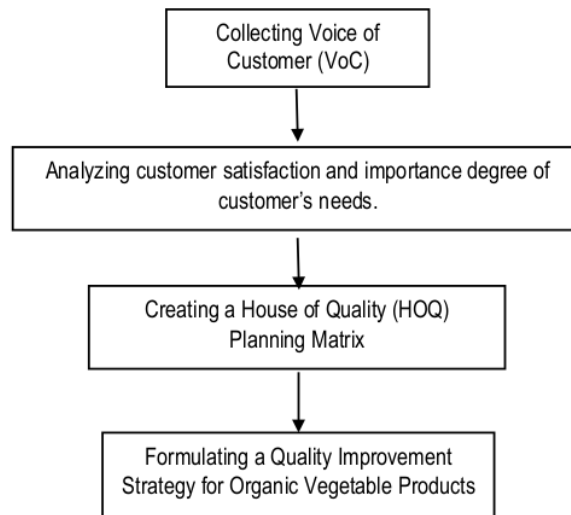 Collecting Voice of
Customer (VoC)
Analyzing customer satisfaction and importance degree of
customer's needs.
Creating a House of Quality (HOQ)
Planning Matrix
Formulating a Quality Improvement
Strategy for Organic Vegetable Products